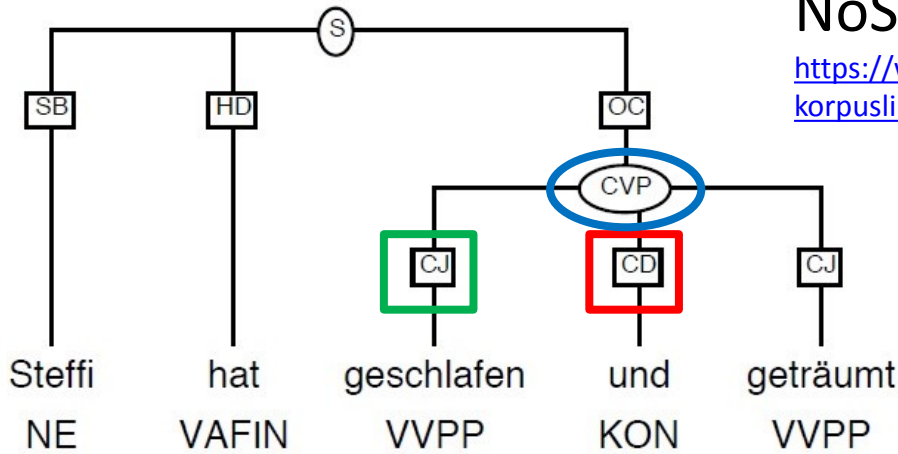 NoS
S
https://w
korpusli
SB HD OC
CVP
CJ CD CJ
Steffi hat geschlafen und geträumt
NE VAFIN VVPP KON VVPP